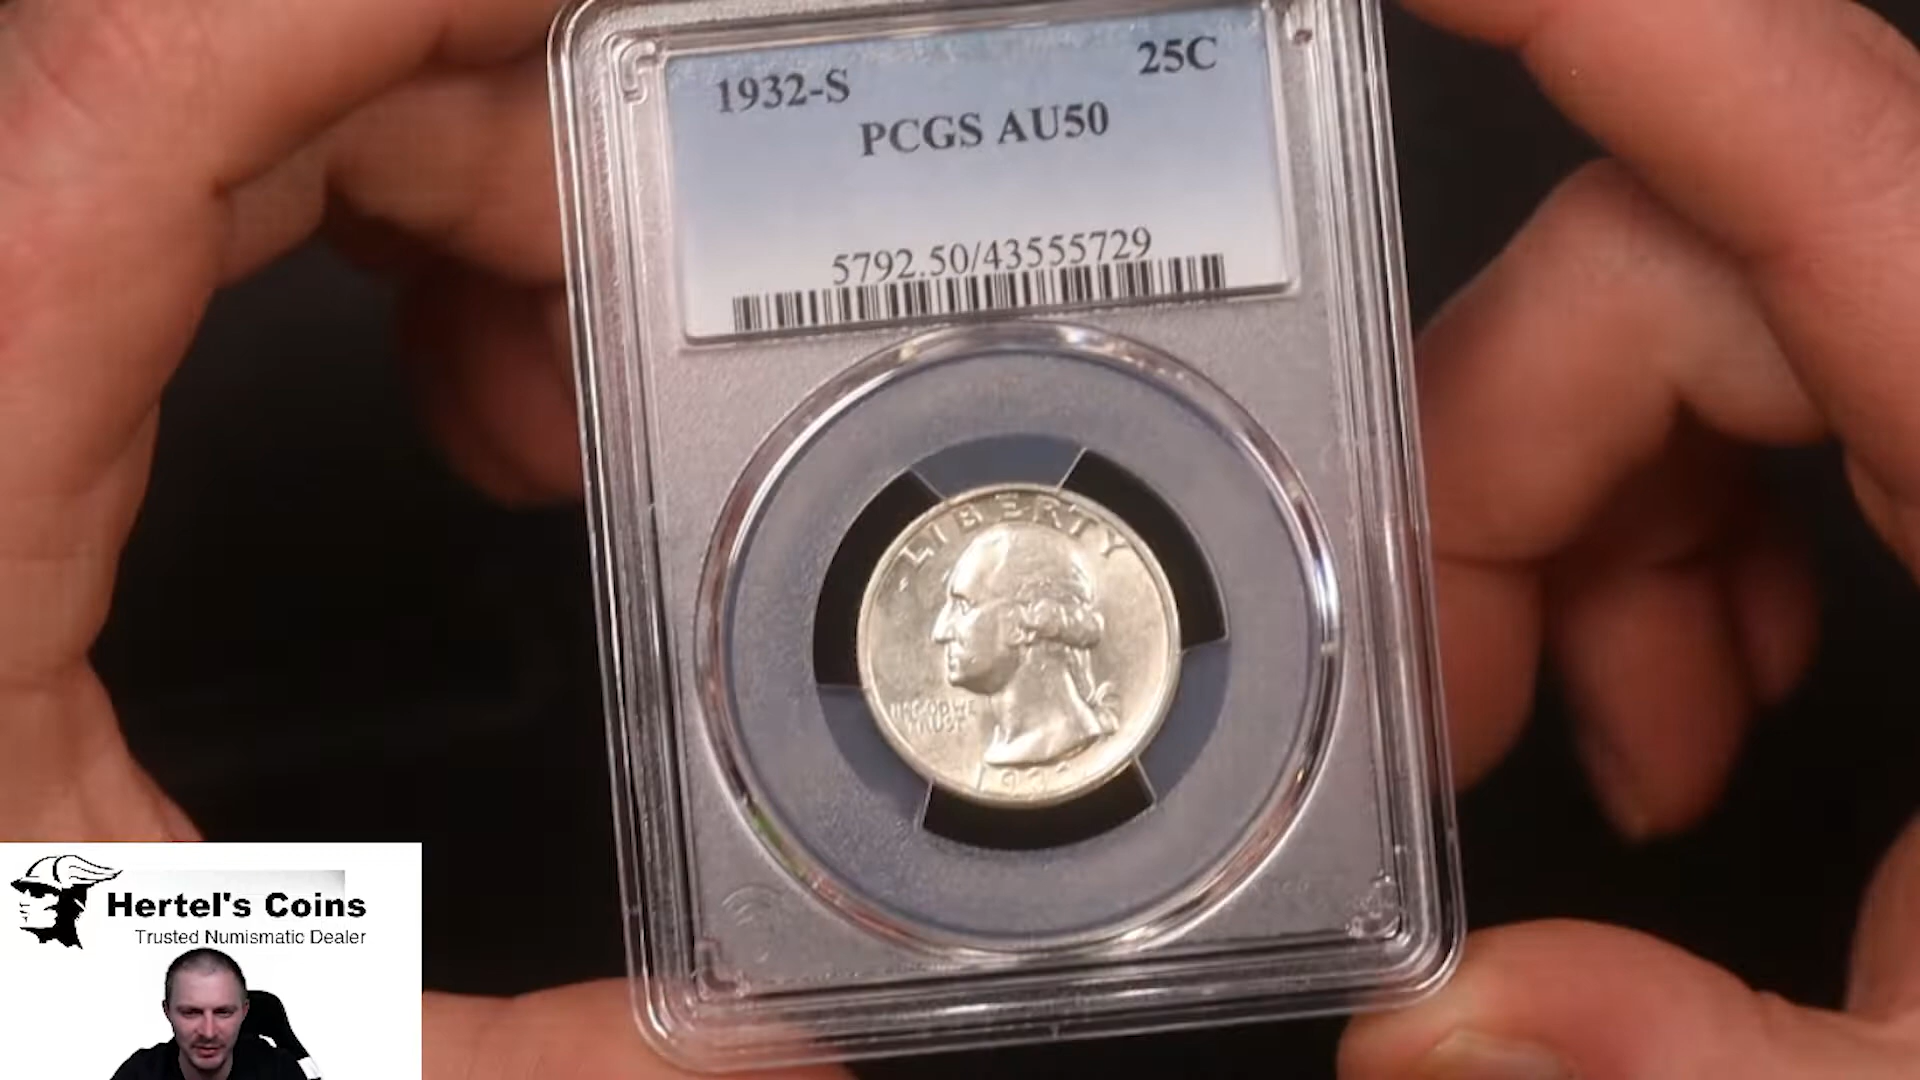 1932-S 25C
PCGS AU50
5792.50/43555729
LIBERTY
IN GOD WE
TRUST
Hertel's Coins
Trusted Numismatic Dealer